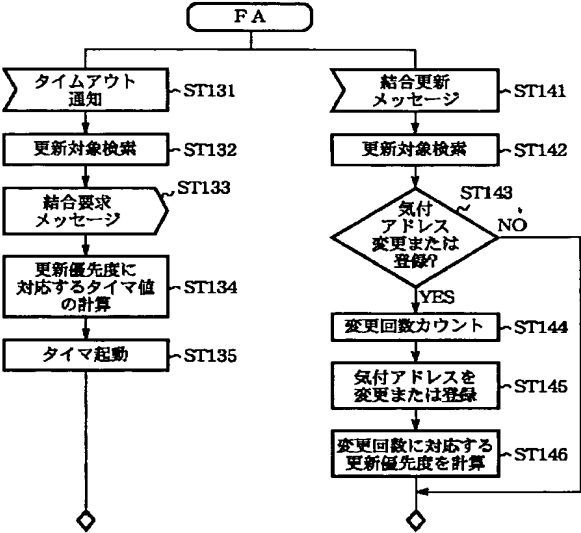 FA
タイムアウト
通知
ST131
更新対象検索
ST132
結合要求
メッセージ
ST133
更新優先度に
対応するタイマ値
の計算
ST134
タイマ起動
ST135
結合更新
メッセージ
ST141
更新対象検索
ST142
気付
アドレス
変更または
登録?
ST143
NO
YES
変更回数カウント
ST144
気付アドレスを
変更または登録
ST145
変更回数に対応する
更新優先度を計算
ST146